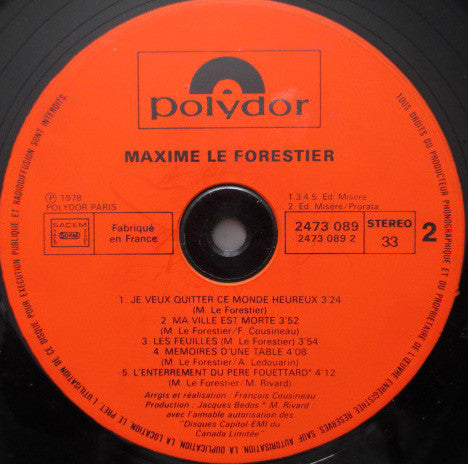 polydor
MAXIME LE FORESTIER
℗ 1978
POLYDOR PARIS
1.3.4.5. Ed. Misère
2. Ed. Misère/Prorata
SACEM
Fabriqué
en France
2473 089
2473 089 2
STEREO
33
2
1. JE VEUX QUITTER CE MONDE HEUREUX 3'24
(M. Le Forestier)
2. MA VILLE EST MORTE 3'52
(M. Le Forestier/F. Cousineau)
3. LES FEUILLES (M. Le Forestier) 3'54
4. MEMOIRES D'UNE TABLE 4'08
(M. Le Forestier/A. Ledouarin)
5. L'ENTERREMENT DU PERE FOUETTARD* 4'12
(M. Le Forestier/M. Rivard)
Arrgts et réalisation : François Cousineau
Production : Jacques Bedos * M. Rivard
avec l'aimable autorisation des
"Disques Capitol-EMI du
Canada Limitée"
TOUS DROITS DU PRODUCTEUR PHONOGRAPHIQUE ET DU PROPRIETAIRE DE L'ŒUVRE ENREGISTREE RESERVES. SAUF AUTORISATION, LA DUPLICATION, LA LOCATION, LE PRET L'UTILISATION DE CE DISQUE POUR EXECUTION PUBLIQUE ET RADIODIFFUSION SONT INTERDITS.